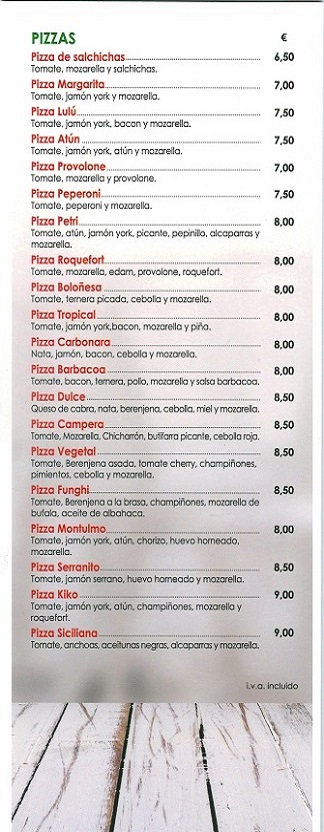 PIZZAS €
Pizza de salchichas 6,50
Tomate, mozarella y salchichas.
Pizza Margarita 7,00
Tomate, jamón york y mozarella.
Pizza Lulú 7,50
Tomate, jamón york, bacon y mozarella.
Pizza Atún 7,50
Tomate, jamón york, atún y mozarella.
Pizza Provolone 7,00
Tomate, mozarella y provolone.
Pizza Peperoni 7,50
Tomate, peperoni y mozarella.
Pizza Petri 8,00
Tomate, atún, jamón york, picante, pepinillo, alcaparras y
mozarella.
Pizza Roquefort 8,00
Tomate, mozarella, edam, provolone, roquefort.
Pizza Boloñesa 8,00
Tomate, ternera picada, cebolla y mozarella.
Pizza Tropical 8,00
Tomate, jamón york,bacon, mozarella y piña.
Pizza Carbonara 8,00
Nata, jamón, bacon, cebolla y mozarella.
Pizza Barbacoa 8,00
Tomate, bacon, ternera, pollo, mozarella y salsa barbacoa.
Pizza Dulce 8,50
Queso de cabra, nata, berenjena, cebolla, miel y mozarella.
Pizza Campera 8,50
Tomate, Mozarella, Chicharrón, butifarra picante, cebolla roja.
Pizza Vegetal 8,50
Tomate, Berenjena asada, tomate cherry, champiñones,
pimientos, cebolla y mozarella.
Pizza Funghi 8,50
Tomate, Berenjena a la brasa, champiñones, mozarella de
bufala, aceite de albahaca.
Pizza Montulmo 8,00
Tomate, jamón york, atún, chorizo, huevo horneado,
mozarella.
Pizza Serranito 8,50
Tomate, jamón serrano, huevo horneado y mozarella.
Pizza Kiko 9,00
Tomate, jamón york, atún, champiñones, mozarella y
roquefort.
Pizza Siciliana 9,00
Tomate, anchoas, aceitunas negras, alcaparras y mozarella.
i.v.a. incluido